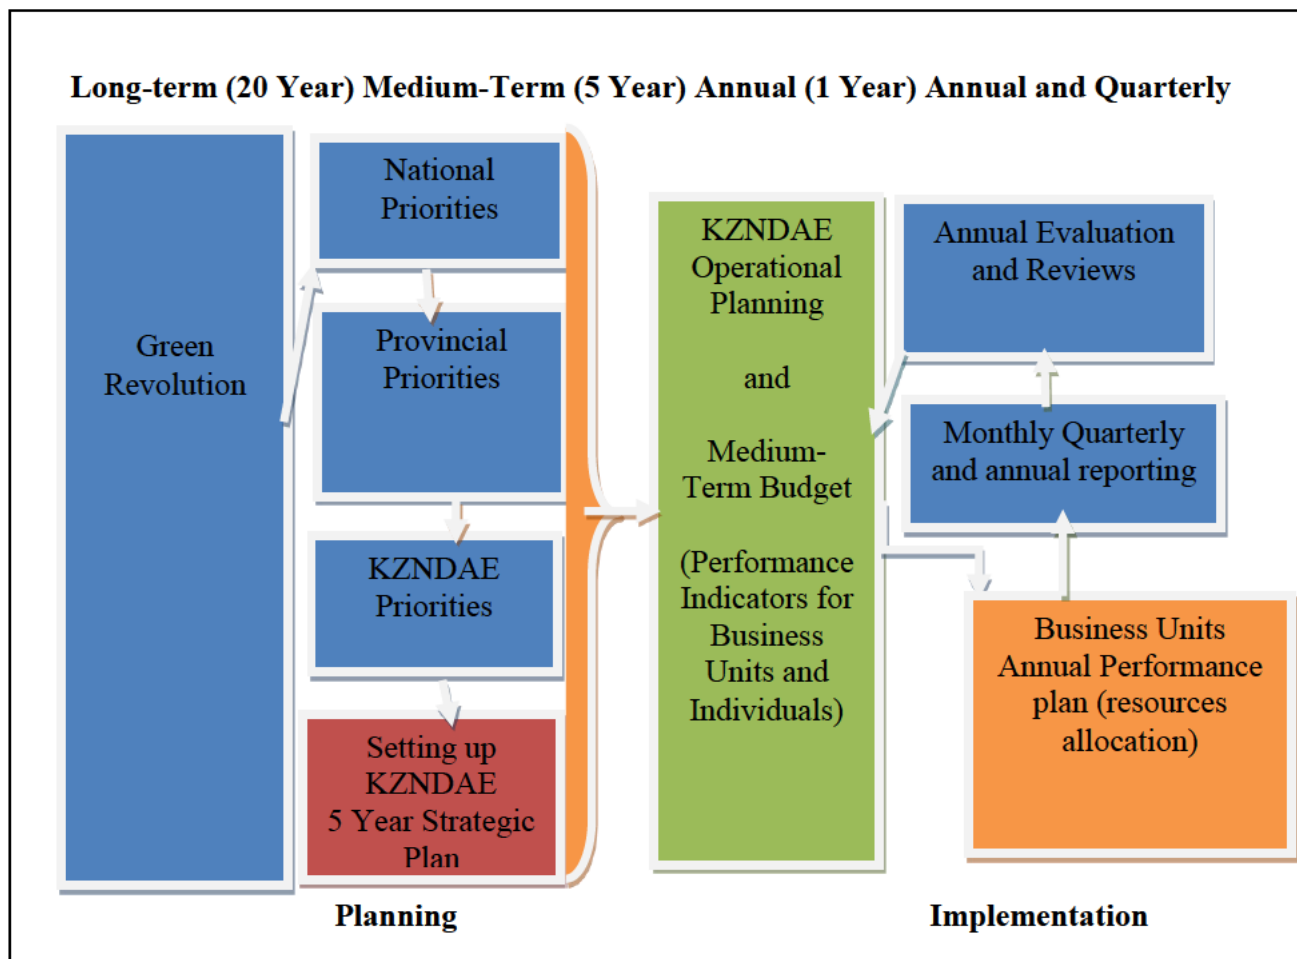 Long-term (20 Year) Medium-Term (5 Year) Annual (1 Year) Annual and Quarterly
Green
Revolution
National
Priorities
Provincial
Priorities
KZNDAE
Priorities
Setting up
KZNDAE
5 Year Strategic
Plan
KZNDAE
Operational
Planning
and
Medium-
Term Budget
(Performance
Indicators for
Business
Units and
Individuals)
Annual Evaluation
and Reviews
Monthly Quarterly
and annual reporting
Business Units
Annual Performance
plan (resources
allocation)
Planning
Implementation